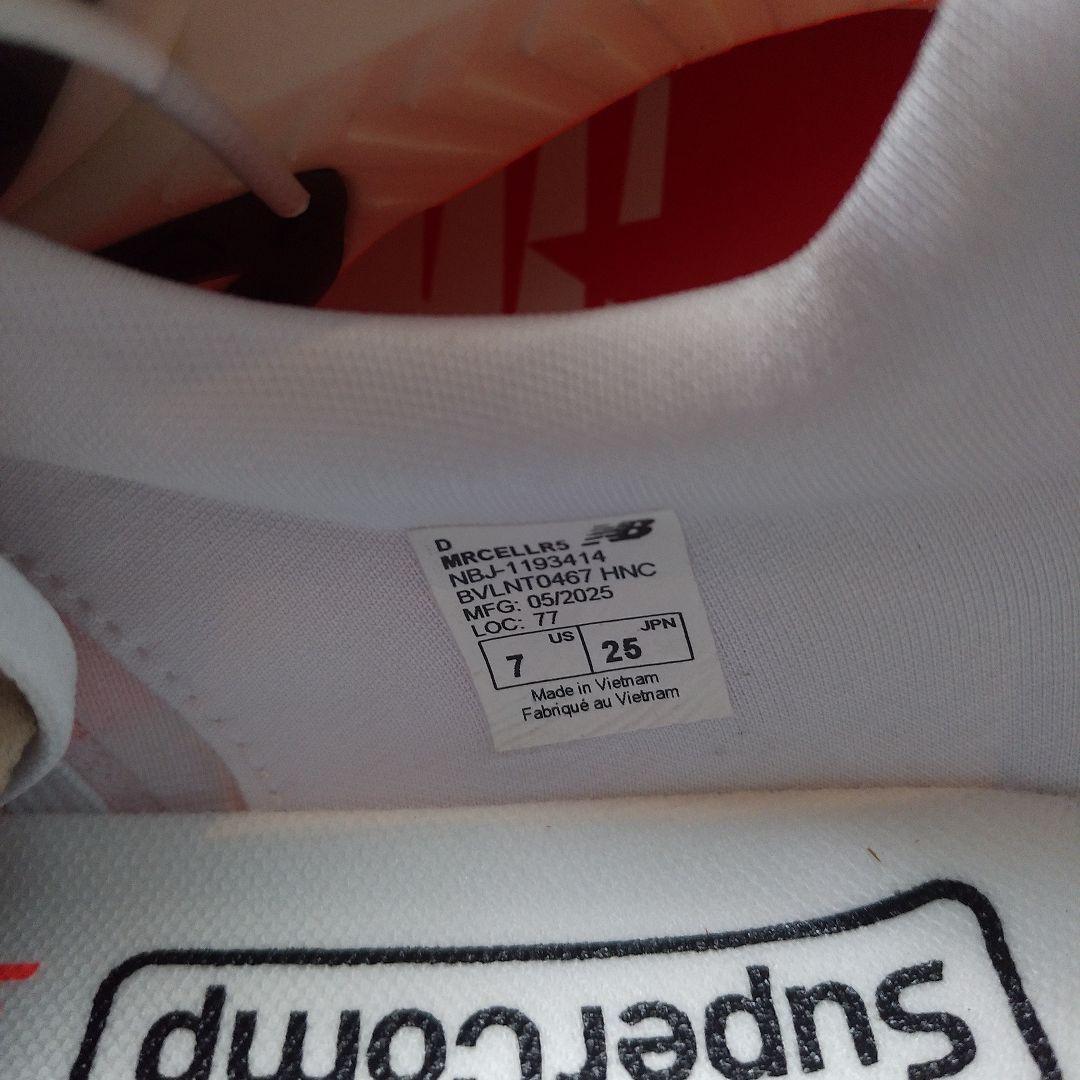 D
NB
MRCELLR5
NBJ-1193414
BVLNT0467 HNC
MFG: 05/2025
LOC: 77
7 US 25 JPN
Made in Vietnam
Fabriqué au Vietnam
SuperComp